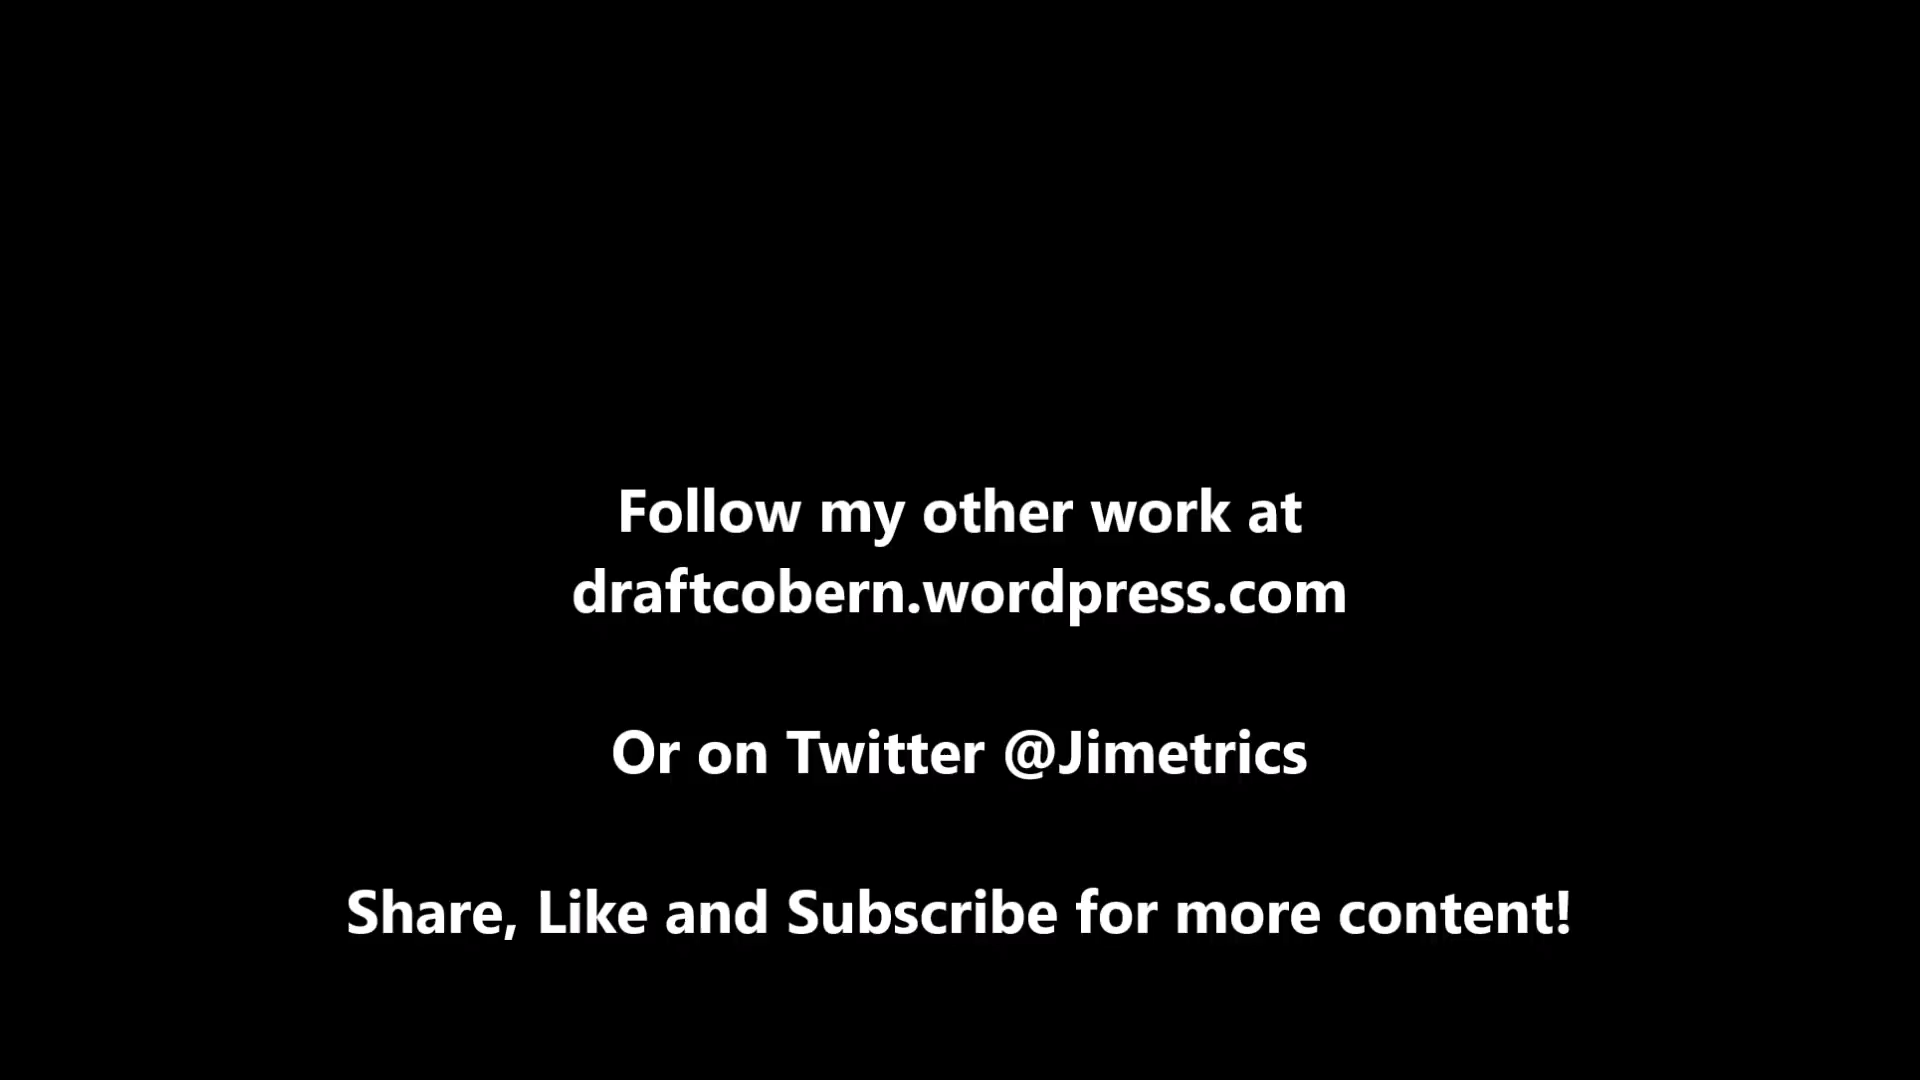 Follow my other work at
draftcobern.wordpress.com
Or on Twitter @Jimetrics
Share, Like and Subscribe for more content!